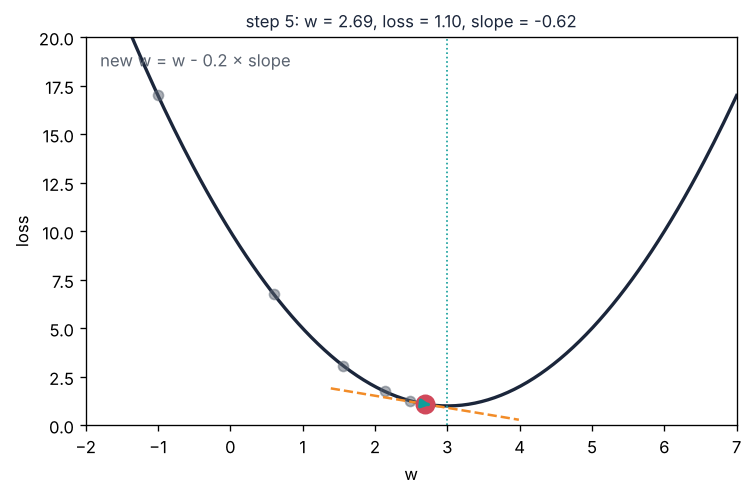 step 5: w = 2.69, loss = 1.10, slope = -0.62
new w = w - 0.2 × slope
20.0
17.5
15.0
12.5
10.0
7.5
5.0
2.5
0.0
loss
−2 −1 0 1 2 3 4 5 6 7
w